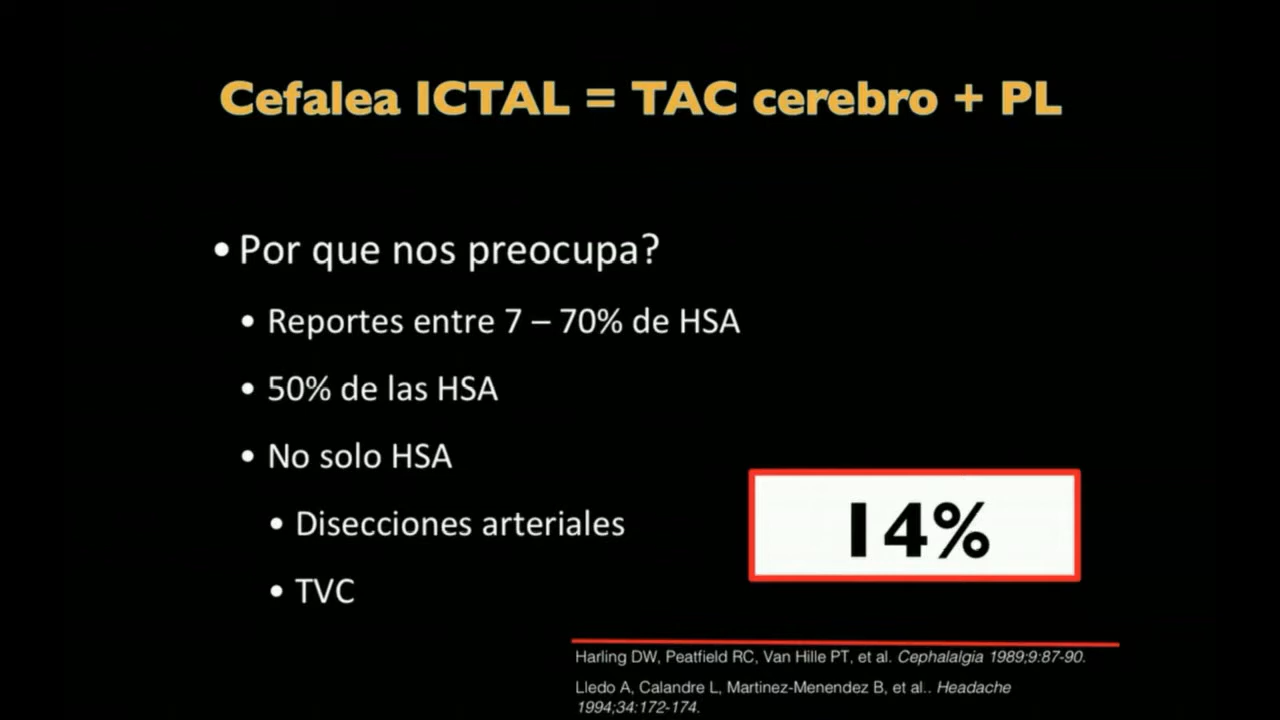 Cefalea ICTAL = TAC cerebro + PL
• Por que nos preocupa?
• Reportes entre 7 – 70% de HSA
• 50% de las HSA
• No solo HSA
• Disecciones arteriales
• TVC
14%
Harling DW, Peatfield RC, Van Hille PT, et al. Cephalalgia 1989;9:87-90.
Lledo A, Calandre L, Martinez-Menendez B, et al.. Headache
1994;34:172-174.